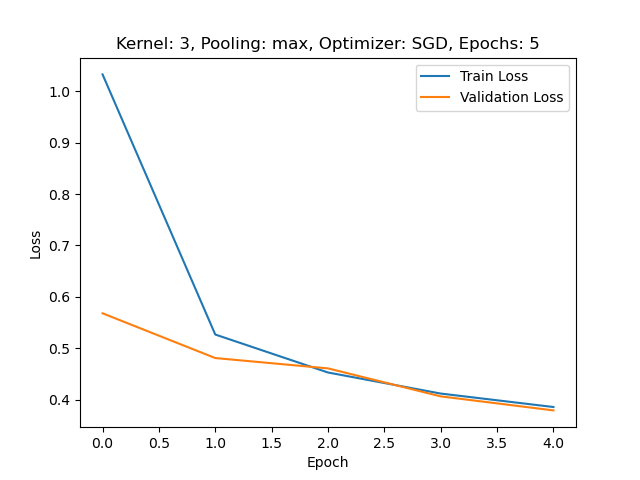 Kernel: 3, Pooling: max, Optimizer: SGD, Epochs: 5
Train Loss
Validation Loss
Loss
1.0
0.9
0.8
0.7
0.6
0.5
0.4
0.0 0.5 1.0 1.5 2.0 2.5 3.0 3.5 4.0
Epoch